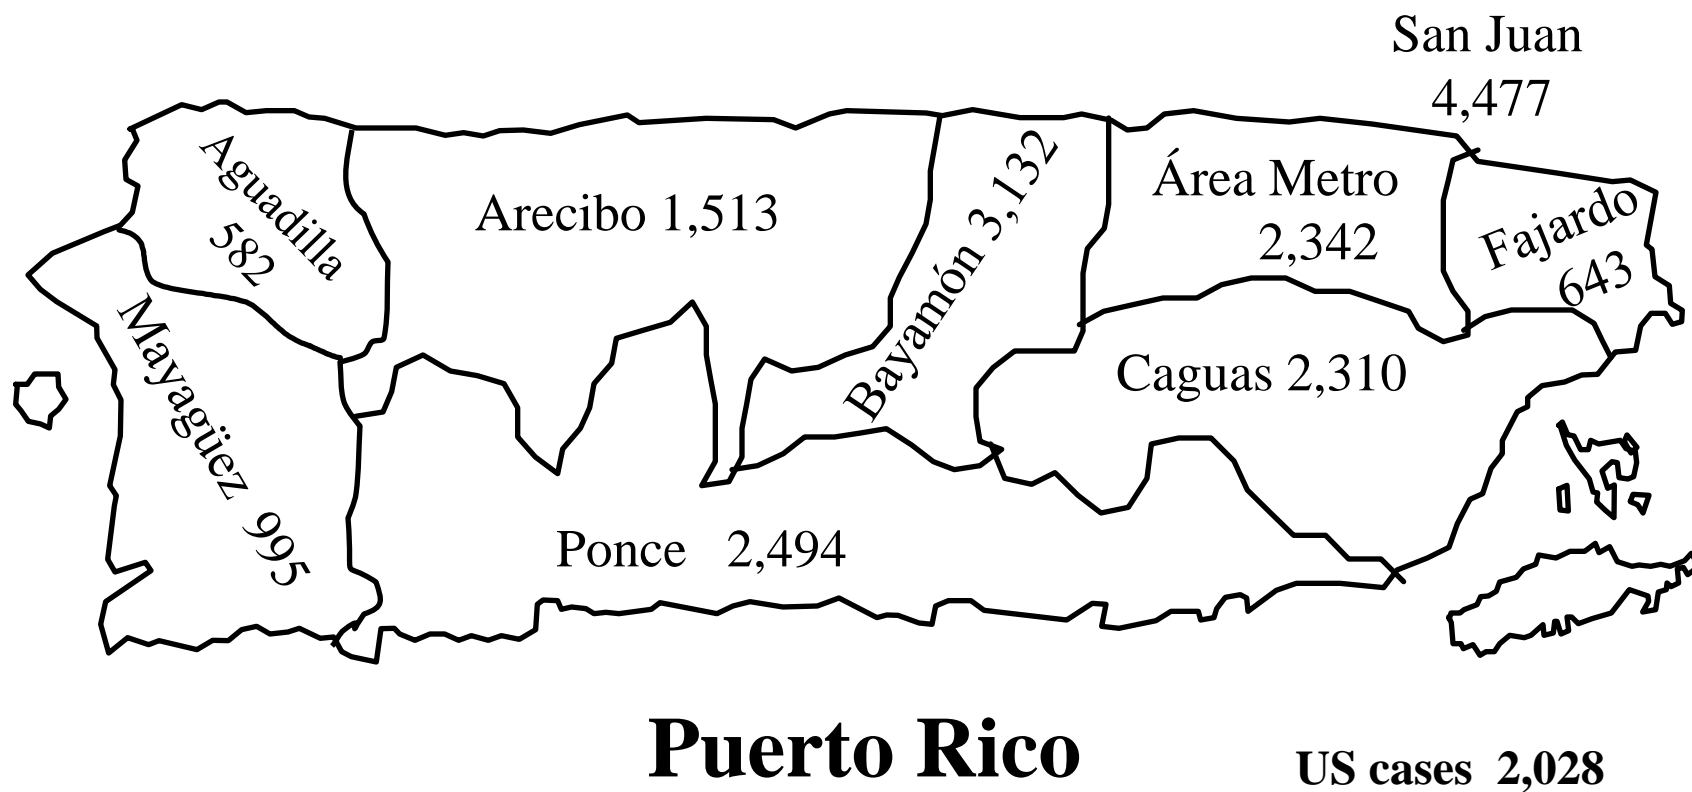 San Juan
4,477
Aguadilla
582
Arecibo 1,513
Bayamón 3,132
Área Metro
2,342
Fajardo
643
Mayagüez 995
Caguas 2,310
Ponce 2,494
Puerto Rico
US cases 2,028